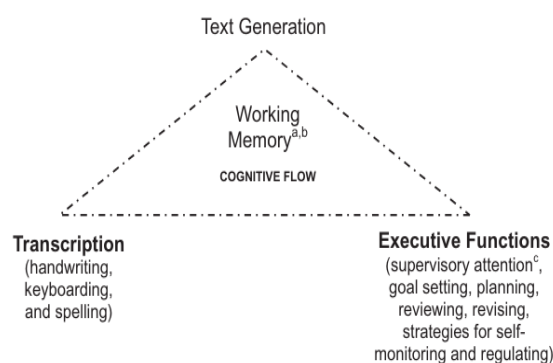 Text Generation
Working
Memory^a,b
COGNITIVE FLOW
Transcription
(handwriting,
keyboarding,
and spelling)
Executive Functions
(supervisory attention^c,
goal setting, planning,
reviewing, revising,
strategies for self-
monitoring and regulating)